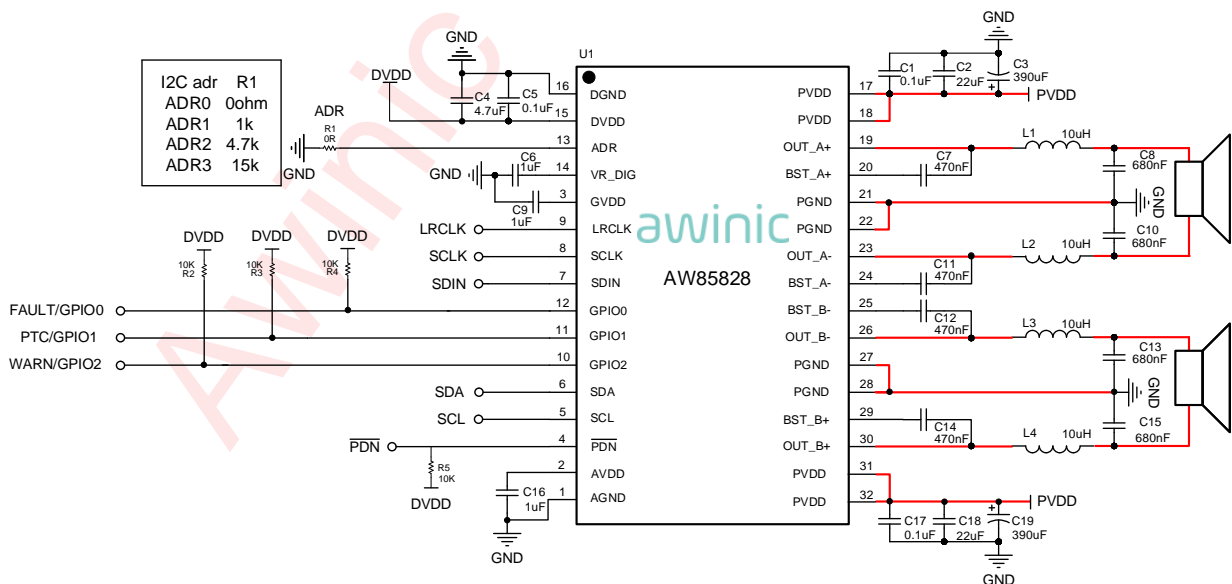 GND
U1
I2C adr R1
ADR0 0ohm
ADR1 1k
ADR2 4.7k
ADR3 15k
ADR
R1
0R
GND
DVDD
GND
C4
4.7uF
C5
0.1uF
C6
1uF
GND
C9
1uF
LRCLK
SCLK
SDIN
DVDD
DVDD
DVDD
10K
R2
10K
R3
10K
R4
FAULT/GPIO0
PTC/GPIO1
WARN/GPIO2
SDA
SCL
PDN
R5
10K
DVDD
C16
1uF
GND
16 DGND
15 DVDD
13 ADR
14 VR_DIG
3 GVDD
9 LRCLK
8 SCLK
7 SDIN
12 GPIO0
11 GPIO1
10 GPIO2
6 SDA
5 SCL
4 PDN
2 AVDD
1 AGND
awinic
AW85828
PVDD 17
PVDD 18
OUT_A+ 19
BST_A+ 20
PGND 21
PGND 22
OUT_A- 23
BST_A- 24
BST_B- 25
OUT_B- 26
PGND 27
PGND 28
BST_B+ 29
OUT_B+ 30
PVDD 31
PVDD 32
C1
0.1uF
C2
22uF
C3
390uF
+
PVDD
L1 10uH
C7
470nF
C8
680nF
GND
C10
680nF
L2 10uH
C11
470nF
C12
470nF
L3 10uH
C13
680nF
GND
C14
470nF
C15
680nF
L4 10uH
PVDD
+
C17
0.1uF
C18
22uF
C19
390uF
GND
Awinic